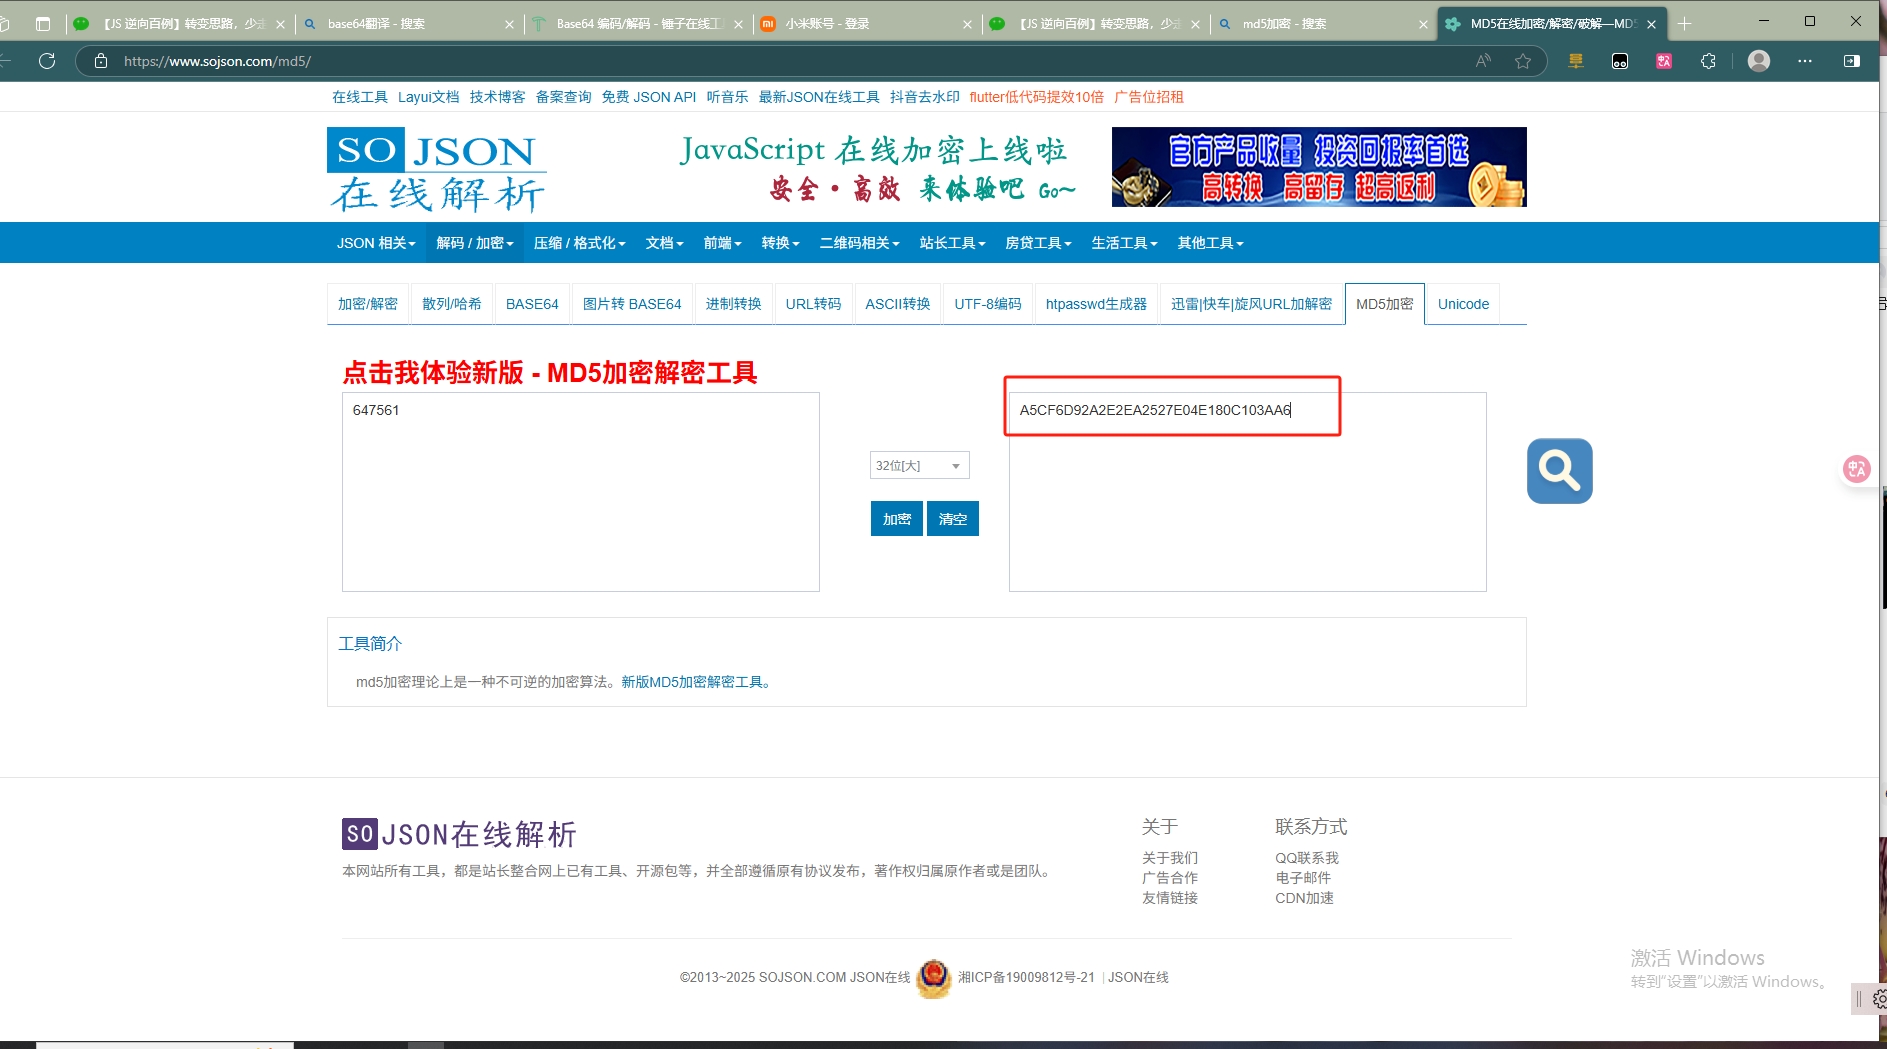 【JS 逆向百例】转变思路，少走
base64翻译 - 搜索
Base64 编码/解码 - 锤子在线工具
小米账号 - 登录
【JS 逆向百例】转变思路，少走
md5加密 - 搜索
MD5在线加密/解密/破解—MD5
https://www.sojson.com/md5/
在线工具 Layui文档 技术博客 备案查询 免费 JSON API 听音乐 最新JSON在线工具 抖音去水印 flutter低代码提效10倍 广告位招租
SO JSON
在线解析
JavaScript 在线加密上线啦
安全·高效 来体验吧 Go~
官方产品收量 投资回报率首选
高转换 高留存 超高返利
JSON 相关 解码 / 加密 压缩 / 格式化 文档 前端 转换 二维码相关 站长工具 房贷工具 生活工具 其他工具
加密/解密 散列/哈希 BASE64 图片转 BASE64 进制转换 URL转码 ASCII转换 UTF-8编码 htpasswd生成器 迅雷|快车|旋风URL加解密 MD5加密 Unicode
点击我体验新版 - MD5加密解密工具
647561
A5CF6D92A2E2EA2527E04E180C103AA6
32位[大]
加密 清空
工具简介
md5加密理论上是一种不可逆的加密算法。新版MD5加密解密工具。
SO JSON在线解析
本网站所有工具，都是站长整合网上已有工具、开源包等，并全部遵循原有协议发布，著作权归属原作者或是团队。
关于
关于我们
广告合作
友情链接
联系方式
QQ联系我
电子邮件
CDN加速
©2013~2025 SOJSON.COM JSON在线 湘ICP备19009812号-21 | JSON在线
激活 Windows
转到"设置"以激活 Windows。